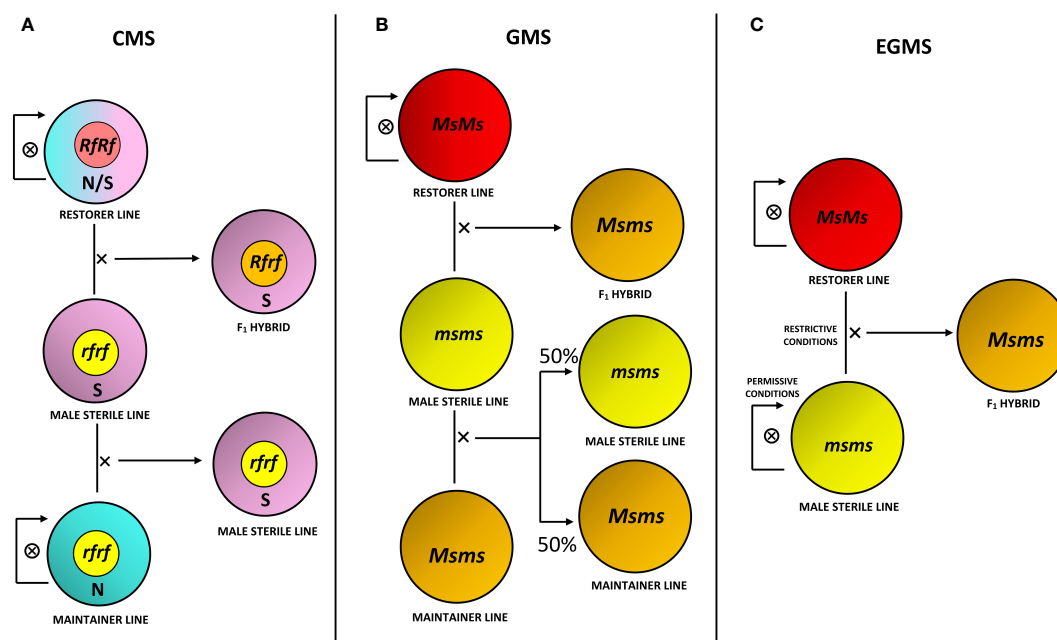 A
CMS
RfRf
N/S
RESTORER LINE
×
Rfrf
S
F₁ HYBRID
rfrf
S
MALE STERILE LINE
×
rfrf
S
MALE STERILE LINE
rfrf
N
MAINTAINER LINE
B
GMS
MsMs
RESTORER LINE
×
Msms
F₁ HYBRID
msms
MALE STERILE LINE
×
50%
msms
MALE STERILE LINE
50%
Msms
MAINTAINER LINE
Msms
MAINTAINER LINE
C
EGMS
MsMs
RESTORER LINE
RESTRICTIVE
CONDITIONS
×
Msms
F₁ HYBRID
PERMISSIVE
CONDITIONS
msms
MALE STERILE LINE